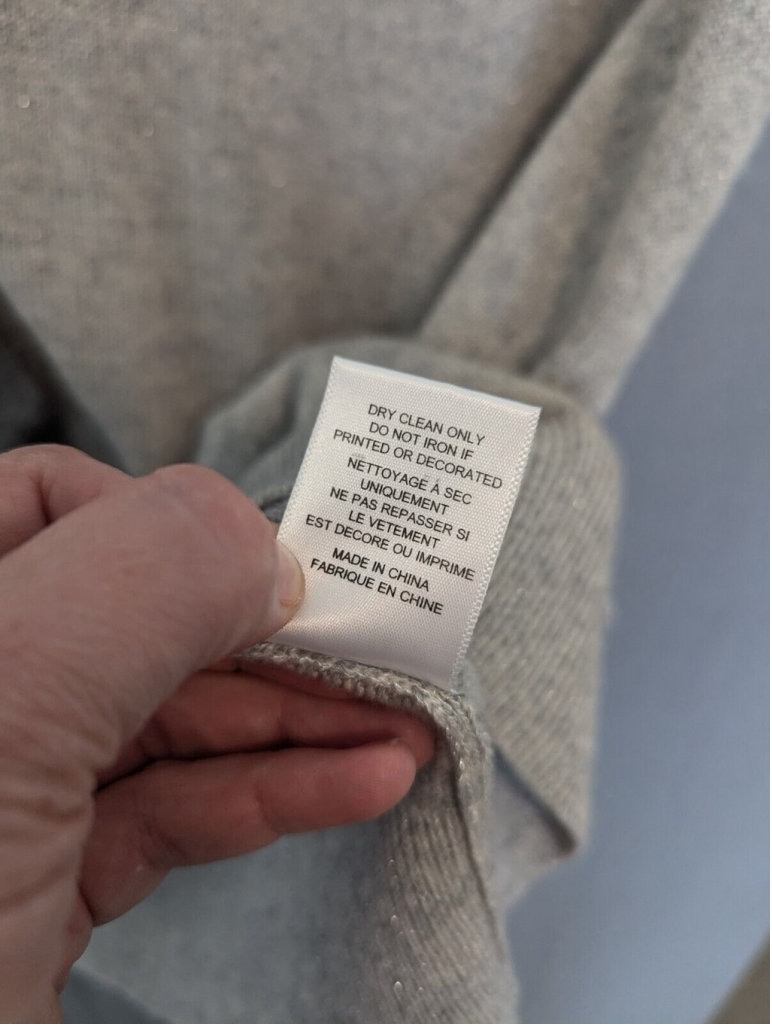 DRY CLEAN ONLY
DO NOT IRON IF
PRINTED OR DECORATED
NETTOYAGE À SEC
UNIQUEMENT
NE PAS REPASSER SI
LE VETEMENT
EST DECORE OU IMPRIME
MADE IN CHINA
FABRIQUE EN CHINE